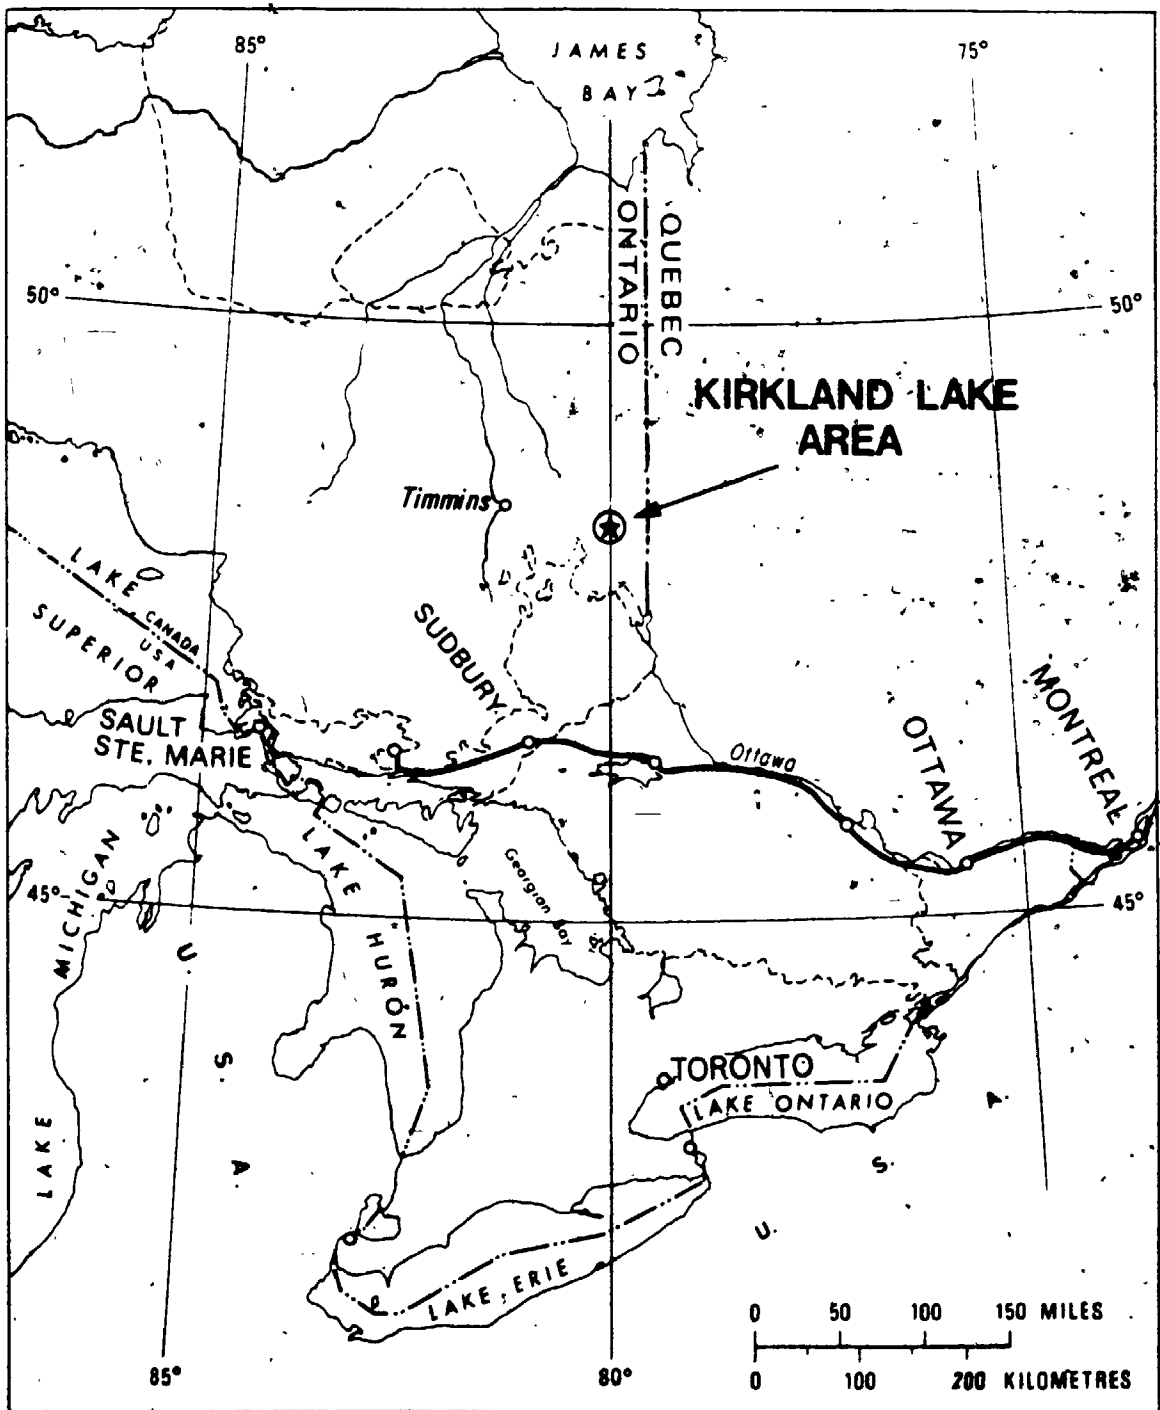 85°
JAMES
BAY
75°
ONTARIO
QUEBEC
50°
50°
KIRKLAND LAKE
AREA
Timmins
LAKE
SUPERIOR
CANADA
USA
SUDBURY
SAULT
STE. MARIE
Ottawa
OTTAWA
MONTREAL
LAKE
HURÓN
Georgian Bay
45°
45°
LAKE
MICHIGAN
U.
S.
A.
TORONTO
LAKE ONTARIO
U.
S.
A.
LAKE ERIE
0 50 100 150 MILES
0 100 200 KILOMETRES
85°
80°